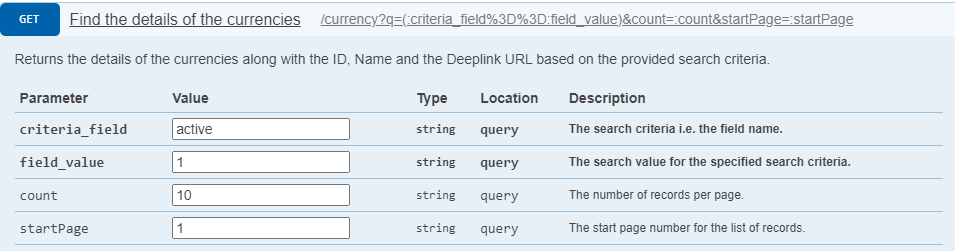 GET Find the details of the currencies /currency?q=(:criteria_field%3D%3D:field_value)&count=:count&startPage=:startPage
Returns the details of the currencies along with the ID, Name and the Deeplink URL based on the provided search criteria.
Parameter Value Type Location Description
criteria_field active string query The search criteria i.e. the field name.
field_value 1 string query The search value for the specified search criteria.
count 10 string query The number of records per page.
startPage 1 string query The start page number for the list of records.